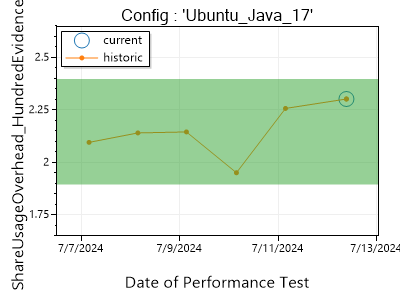 Config : 'Ubuntu_Java_17'
current
historic
ShareUsageOverhead_HundredEvidence
2.5
2.25
2
1.75
7/7/2024
7/9/2024
7/11/2024
7/13/2024
Date of Performance Test